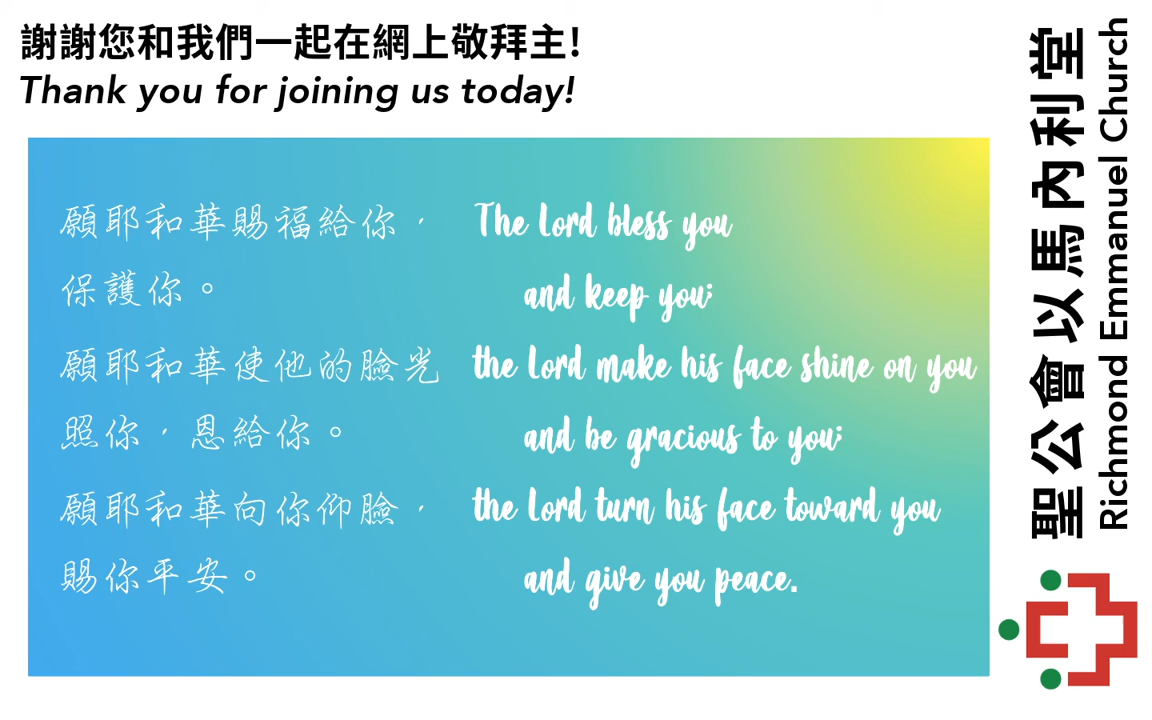 謝謝您和我們一起在網上敬拜主!
Thank you for joining us today!
願耶和華賜福給你，
保護你。
願耶和華使他的臉光
照你，恩給你。
願耶和華向你仰臉，
賜你平安。
The Lord bless you
and keep you;
the Lord make his face shine on you
and be gracious to you;
the Lord turn his face toward you
and give you peace.
聖公會以馬內利堂
Richmond Emmanuel Church